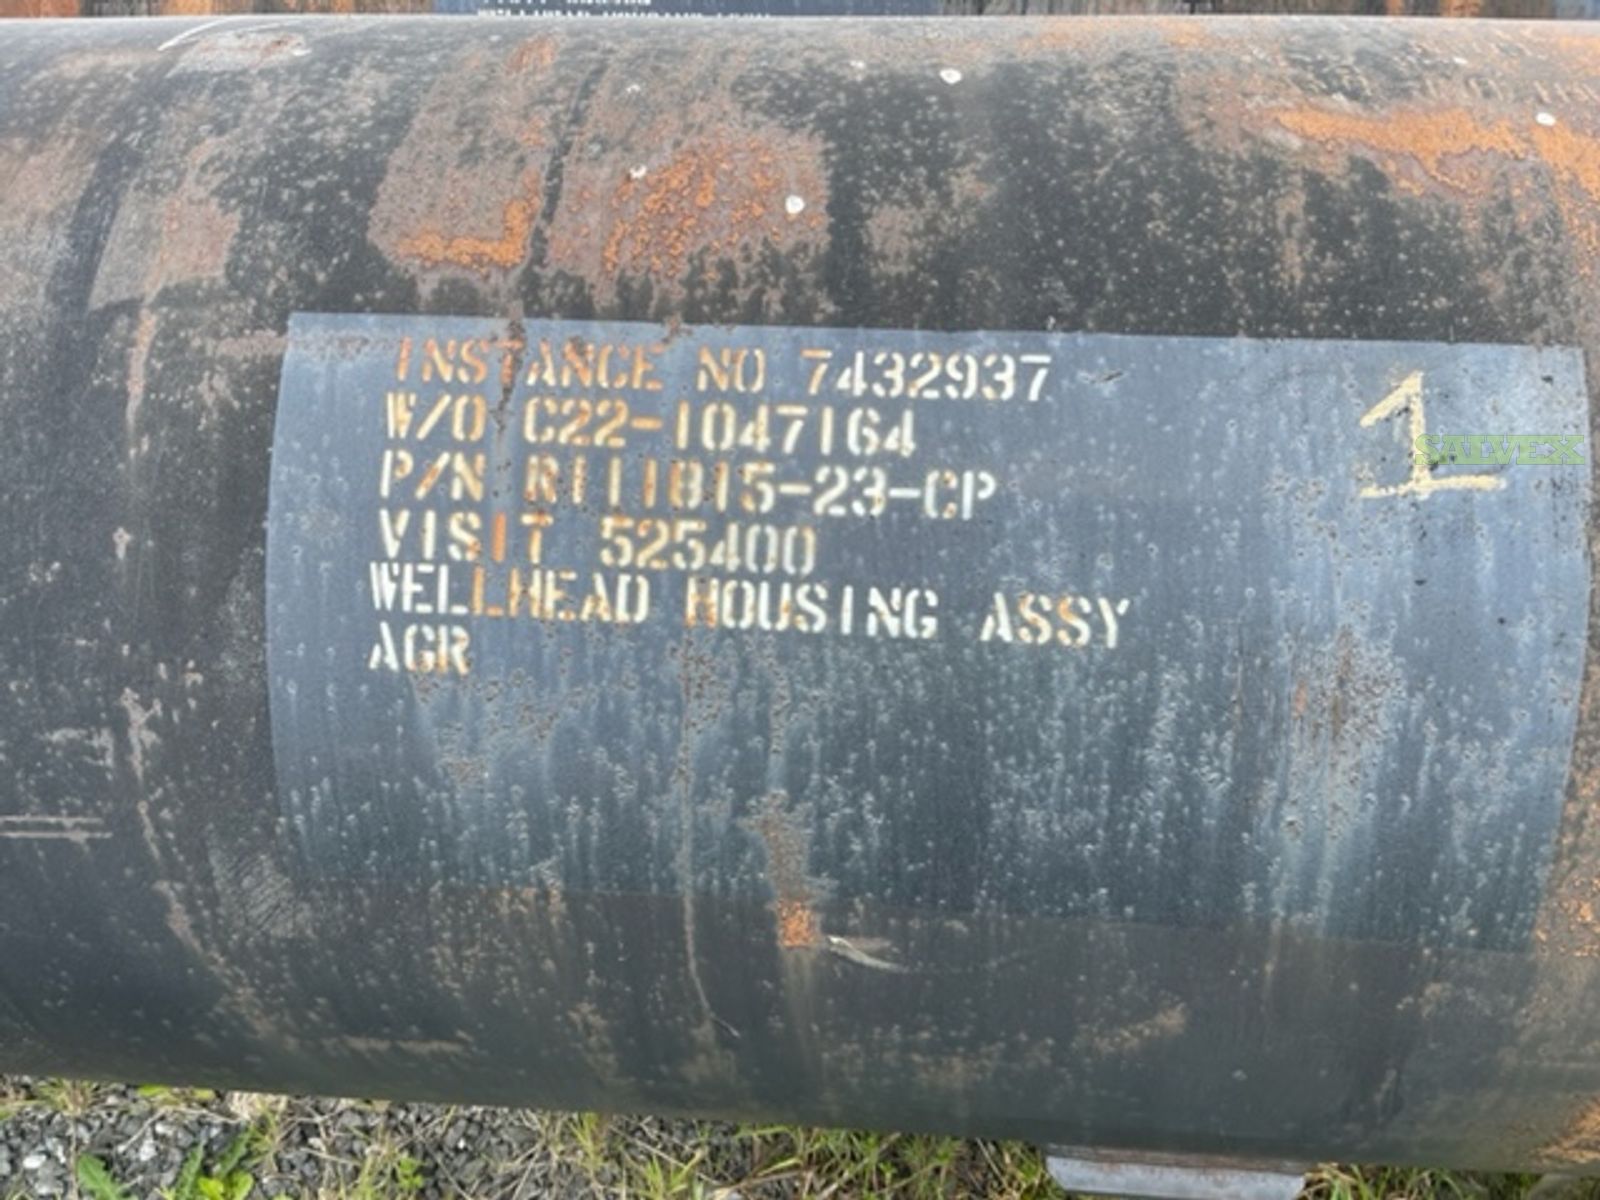 INSTANCE NO 7432937
W/O C22-1047164
P/N R111815-23-CP
VISIT 525400
WELLHEAD HOUSING ASSY
AGR
1
SALVEX